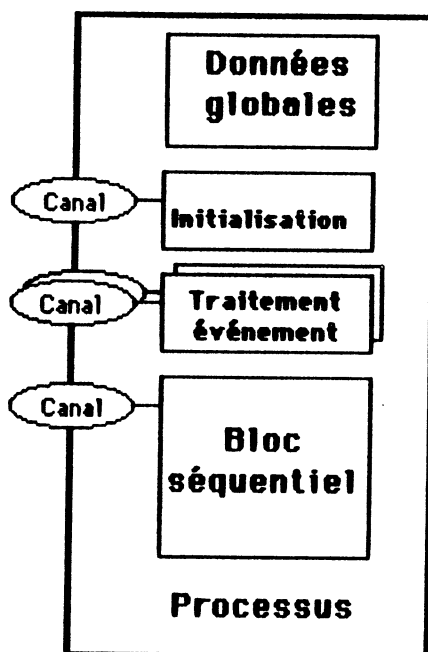 Données
globales
Canal
Initialisation
Canal
Traitement
événement
Canal
Bloc
séquentiel
Processus